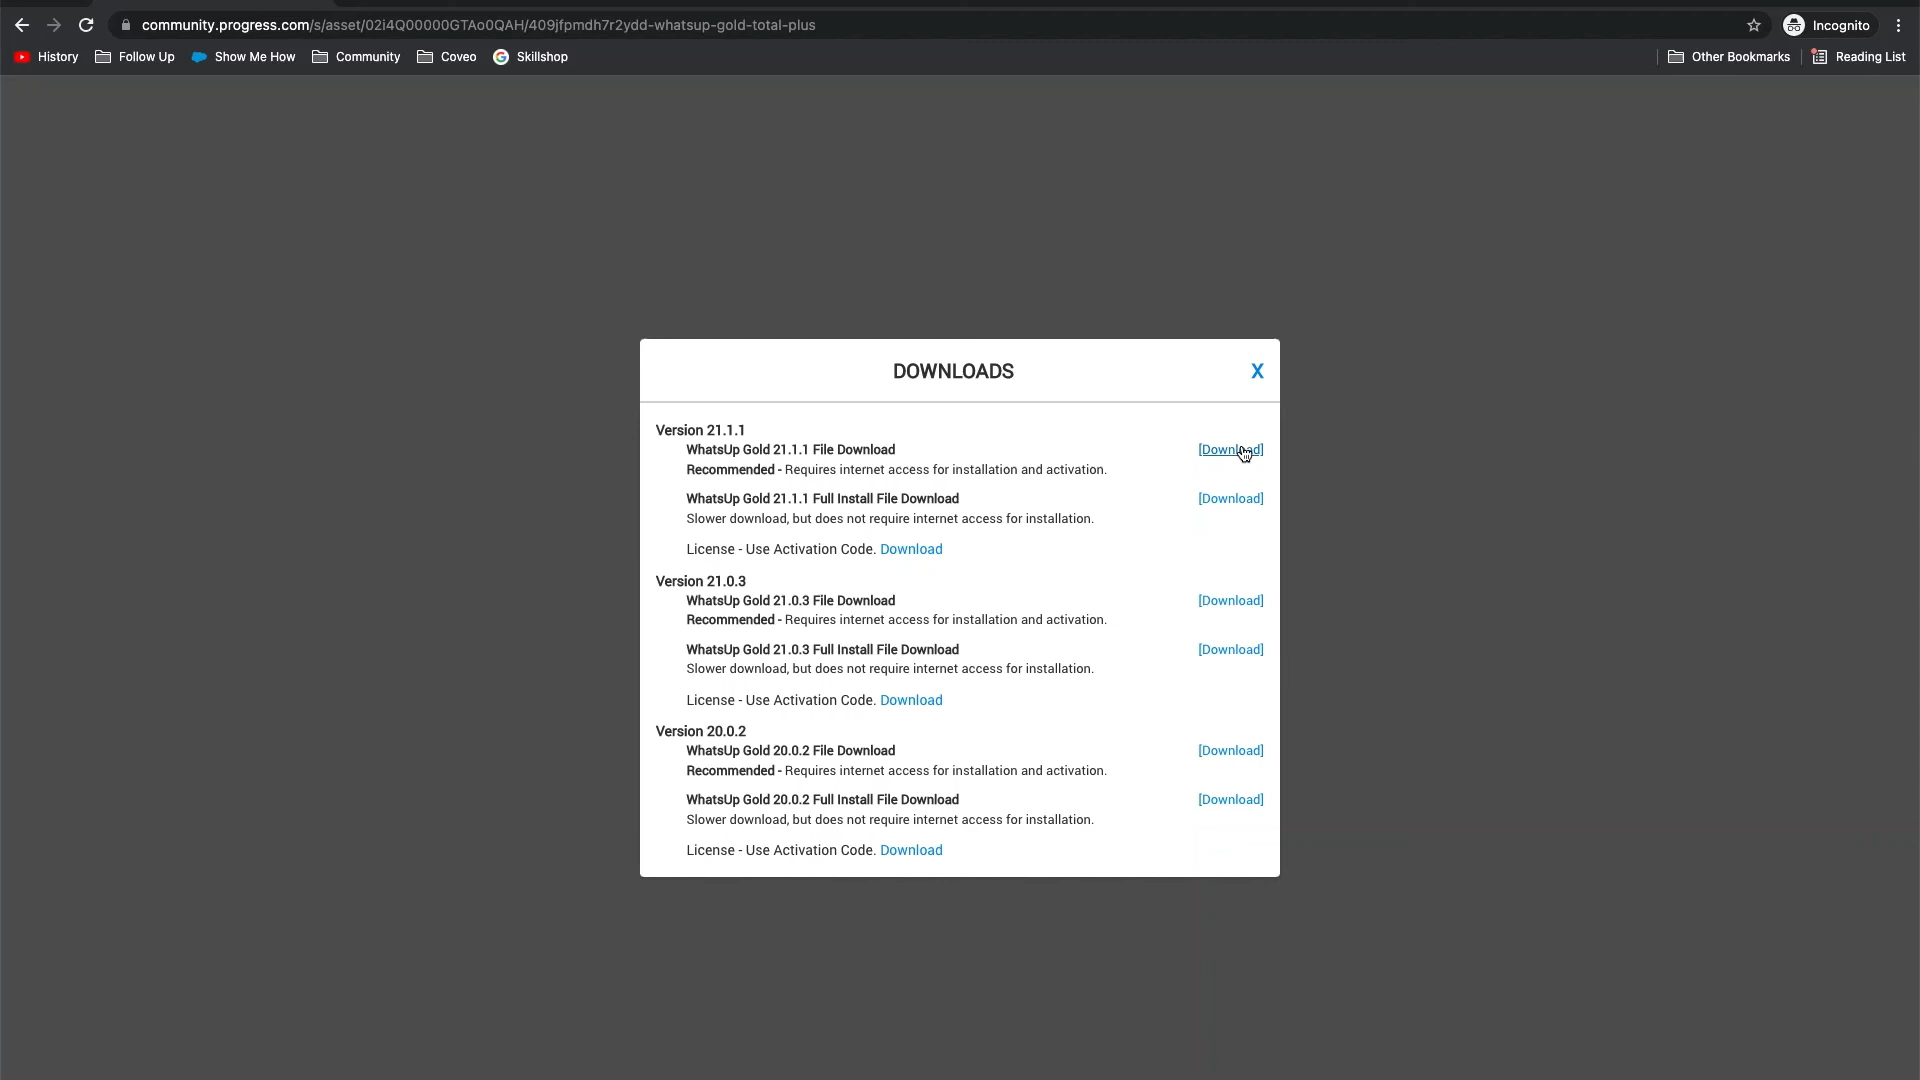 community.progress.com/s/asset/02i4Q00000GTAo0QAH/409jfpmdh7r2ydd-whatsup-gold-total-plus
Incognito
History
Follow Up
Show Me How
Community
Coveo
Skillshop
Other Bookmarks
Reading List
DOWNLOADS
X
Version 21.1.1
WhatsUp Gold 21.1.1 File Download [Download]
Recommended - Requires internet access for installation and activation.
WhatsUp Gold 21.1.1 Full Install File Download [Download]
Slower download, but does not require internet access for installation.
License - Use Activation Code. Download
Version 21.0.3
WhatsUp Gold 21.0.3 File Download [Download]
Recommended - Requires internet access for installation and activation.
WhatsUp Gold 21.0.3 Full Install File Download [Download]
Slower download, but does not require internet access for installation.
License - Use Activation Code. Download
Version 20.0.2
WhatsUp Gold 20.0.2 File Download [Download]
Recommended - Requires internet access for installation and activation.
WhatsUp Gold 20.0.2 Full Install File Download [Download]
Slower download, but does not require internet access for installation.
License - Use Activation Code. Download